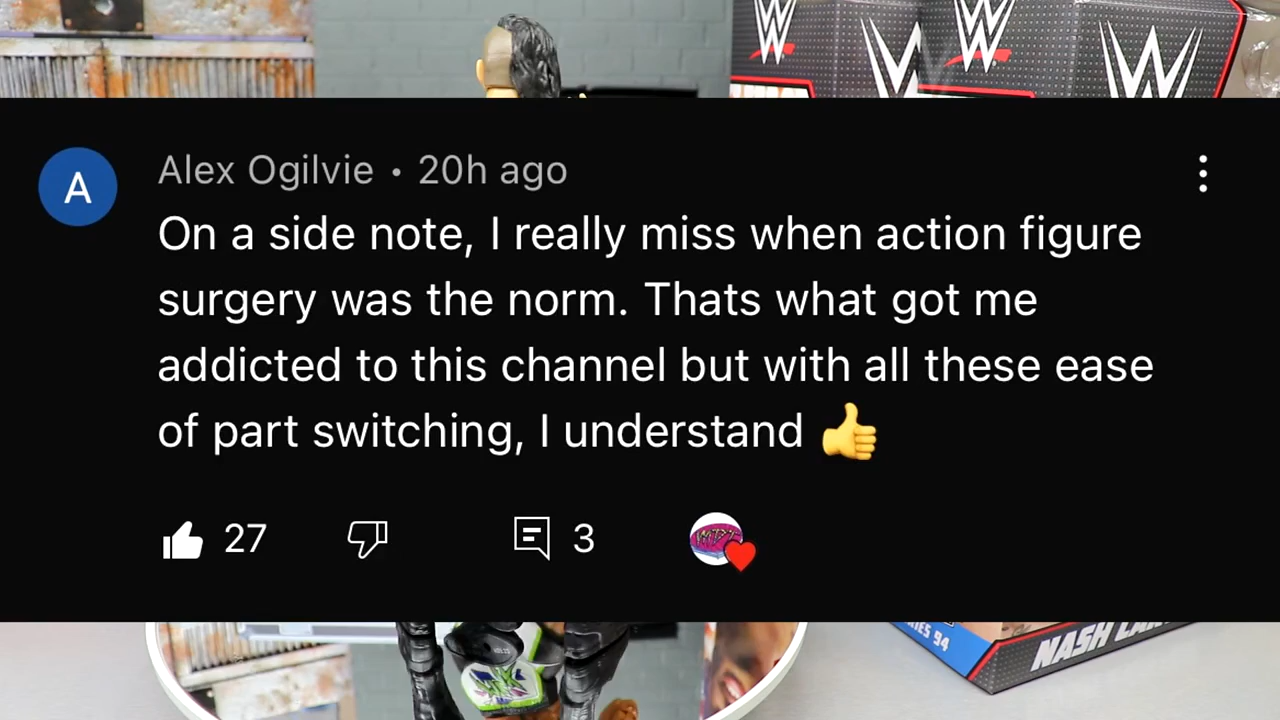 W W W W
A
Alex Ogilvie • 20h ago
On a side note, I really miss when action figure
surgery was the norm. Thats what got me
addicted to this channel but with all these ease
of part switching, I understand 👍
27
3
94
NASH